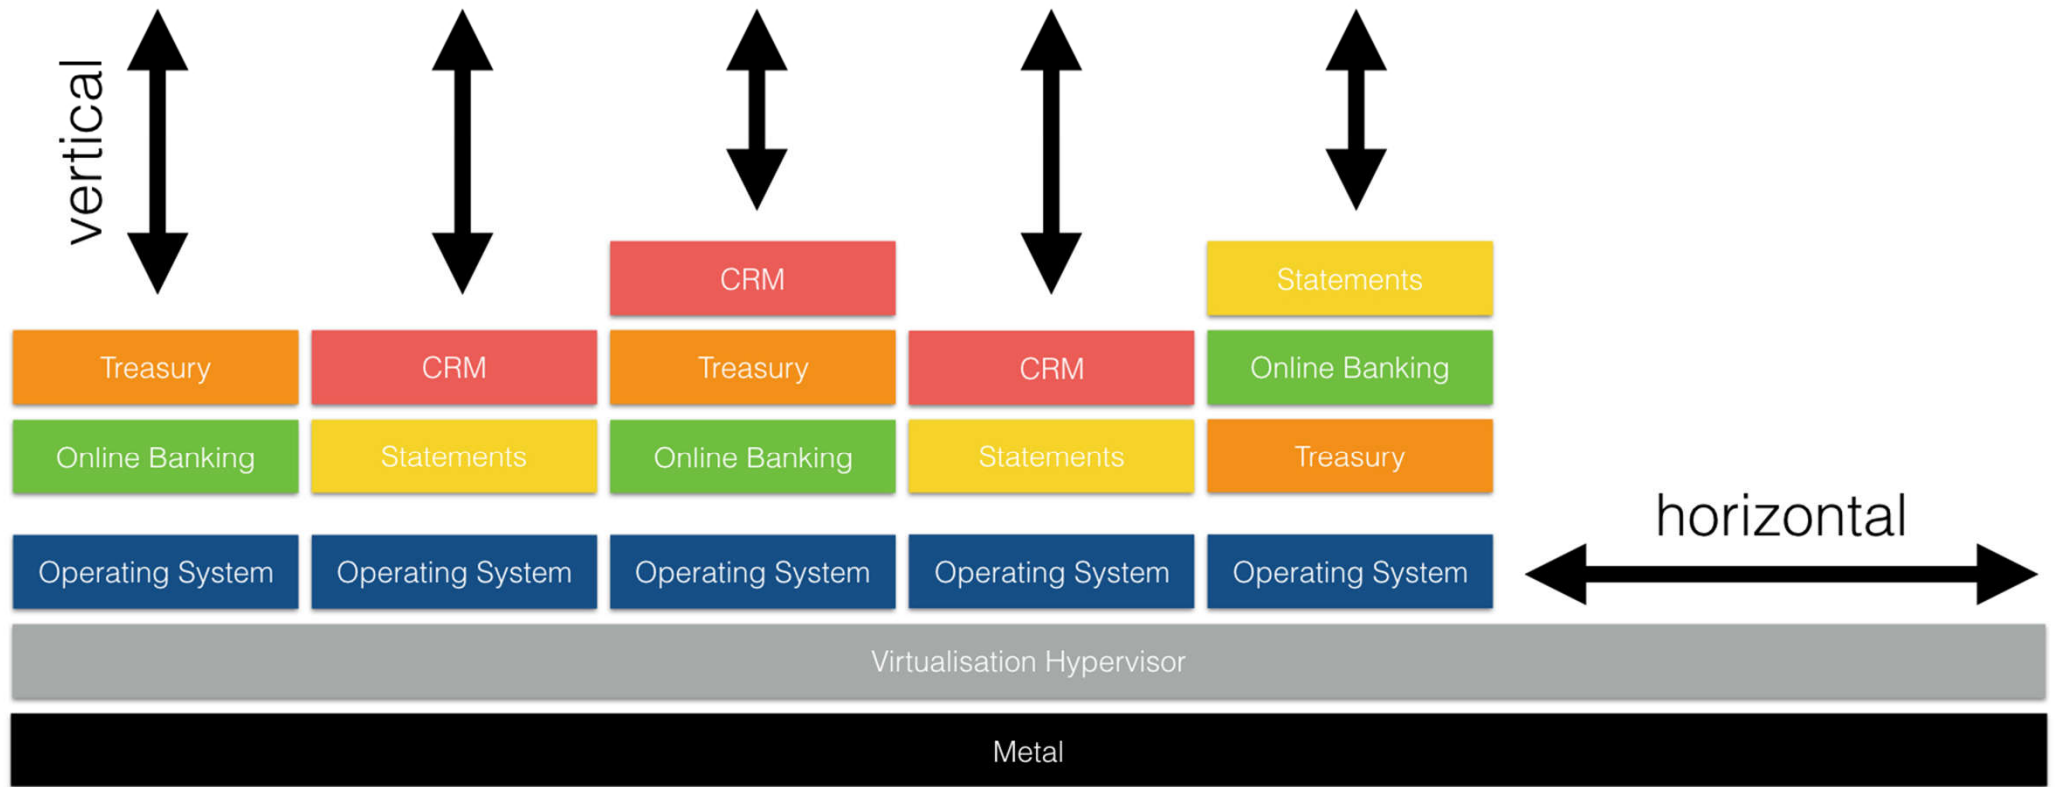 vertical
CRM
Statements
Treasury
CRM
Treasury
CRM
Online Banking
Online Banking
Statements
Online Banking
Statements
Treasury
horizontal
Operating System
Operating System
Operating System
Operating System
Operating System
Virtualisation Hypervisor
Metal